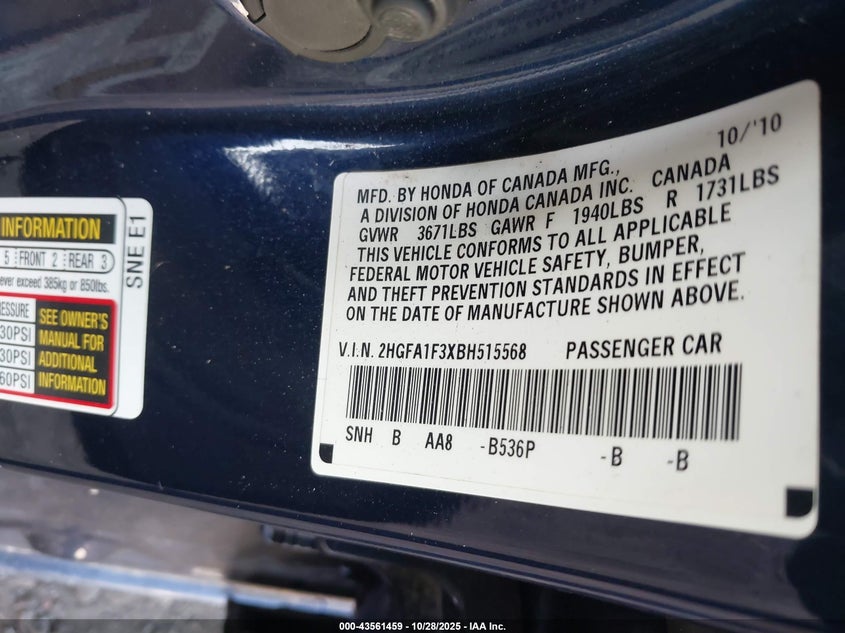 INFORMATION
5 FRONT 2 REAR 3
ever exceed 385kg or 850lbs.
ESSURE
30PSI
30PSI
60PSI
SEE OWNER'S
MANUAL FOR
ADDITIONAL
INFORMATION
SNE E1
10/'10
MFD. BY HONDA OF CANADA MFG.,
A DIVISION OF HONDA CANADA INC. CANADA
GVWR 3671LBS GAWR F 1940LBS R 1731LBS
THIS VEHICLE CONFORMS TO ALL APPLICABLE
FEDERAL MOTOR VEHICLE SAFETY, BUMPER,
AND THEFT PREVENTION STANDARDS IN EFFECT
ON THE DATE OF MANUFACTURE SHOWN ABOVE.
V.I.N. 2HGFA1F3XBH515568 PASSENGER CAR
SNH B AA8 -B536P -B -B
000-43561459 - 10/28/2025 - IAA Inc.